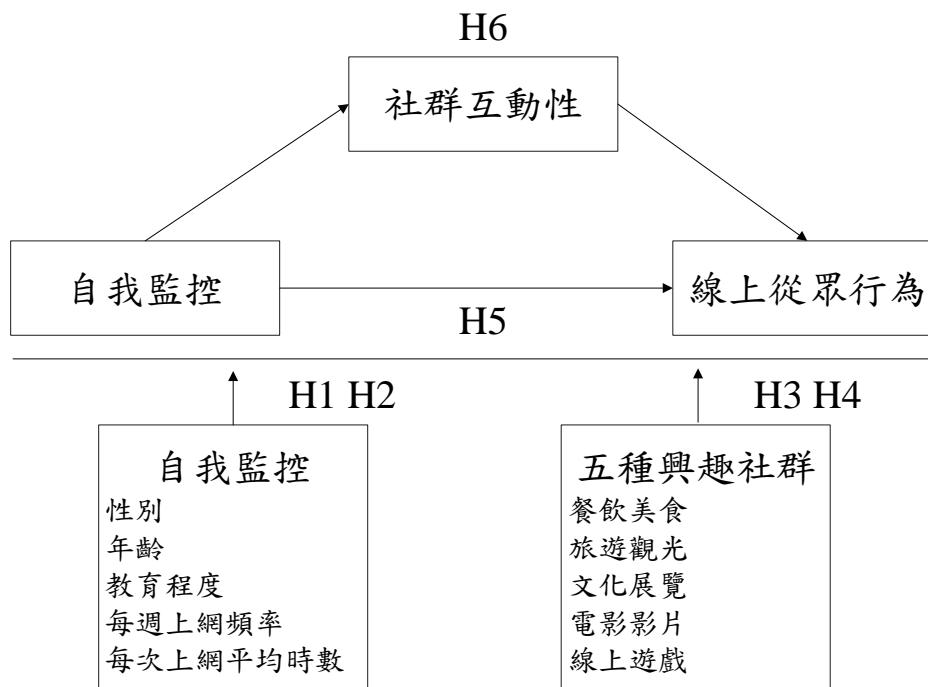 H6
社群互動性
自我監控
線上從眾行為
H5
H1 H2
H3 H4
自我監控
性別
年齡
教育程度
每週上網頻率
每次上網平均時數
五種興趣社群
餐飲美食
旅遊觀光
文化展覽
電影影片
線上遊戲